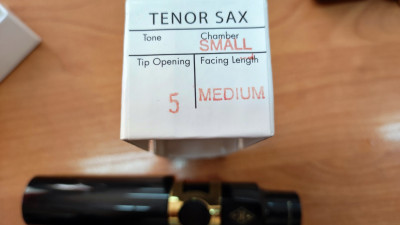 TENOR SAX
Tone Chamber
SMALL
Tip Opening Facing Length
5 MEDIUM